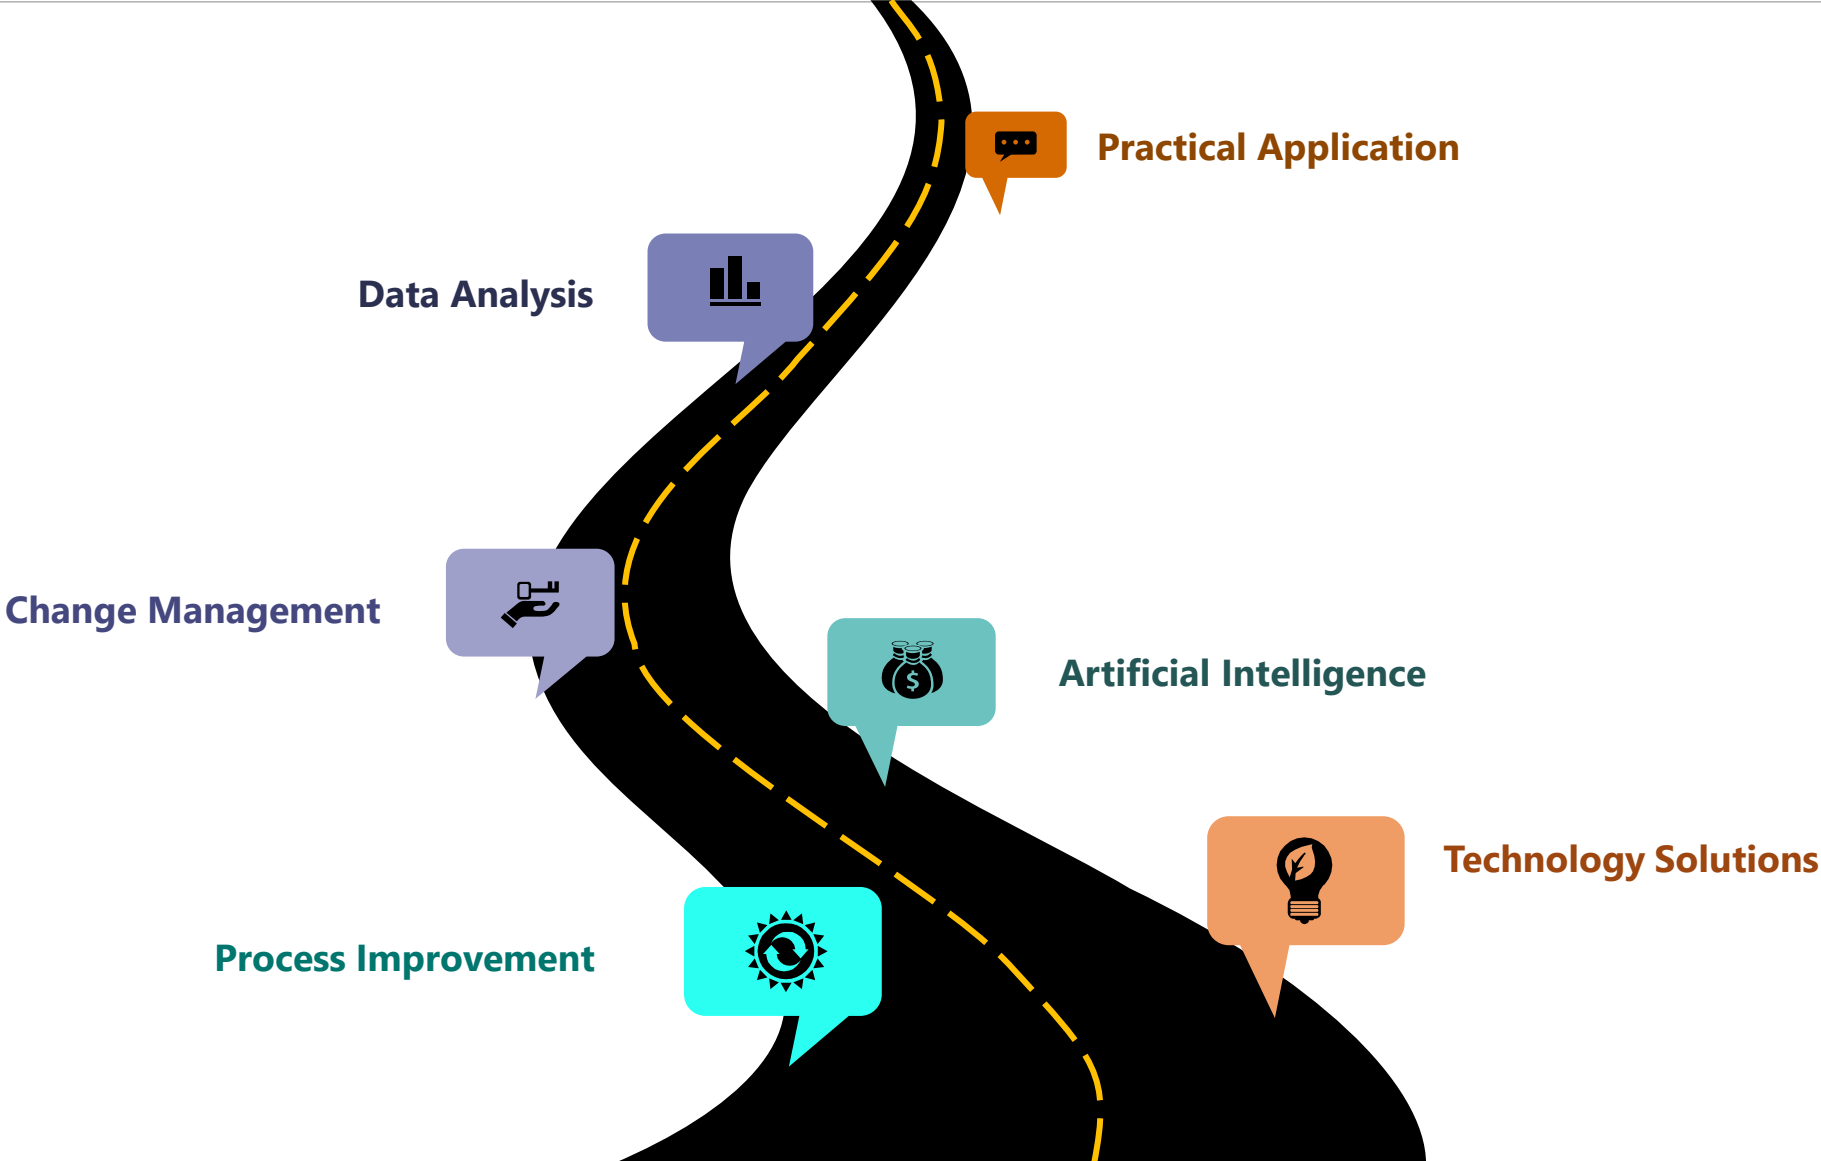 Practical Application
Data Analysis
Change Management
$
Artificial Intelligence
Technology Solutions
Process Improvement